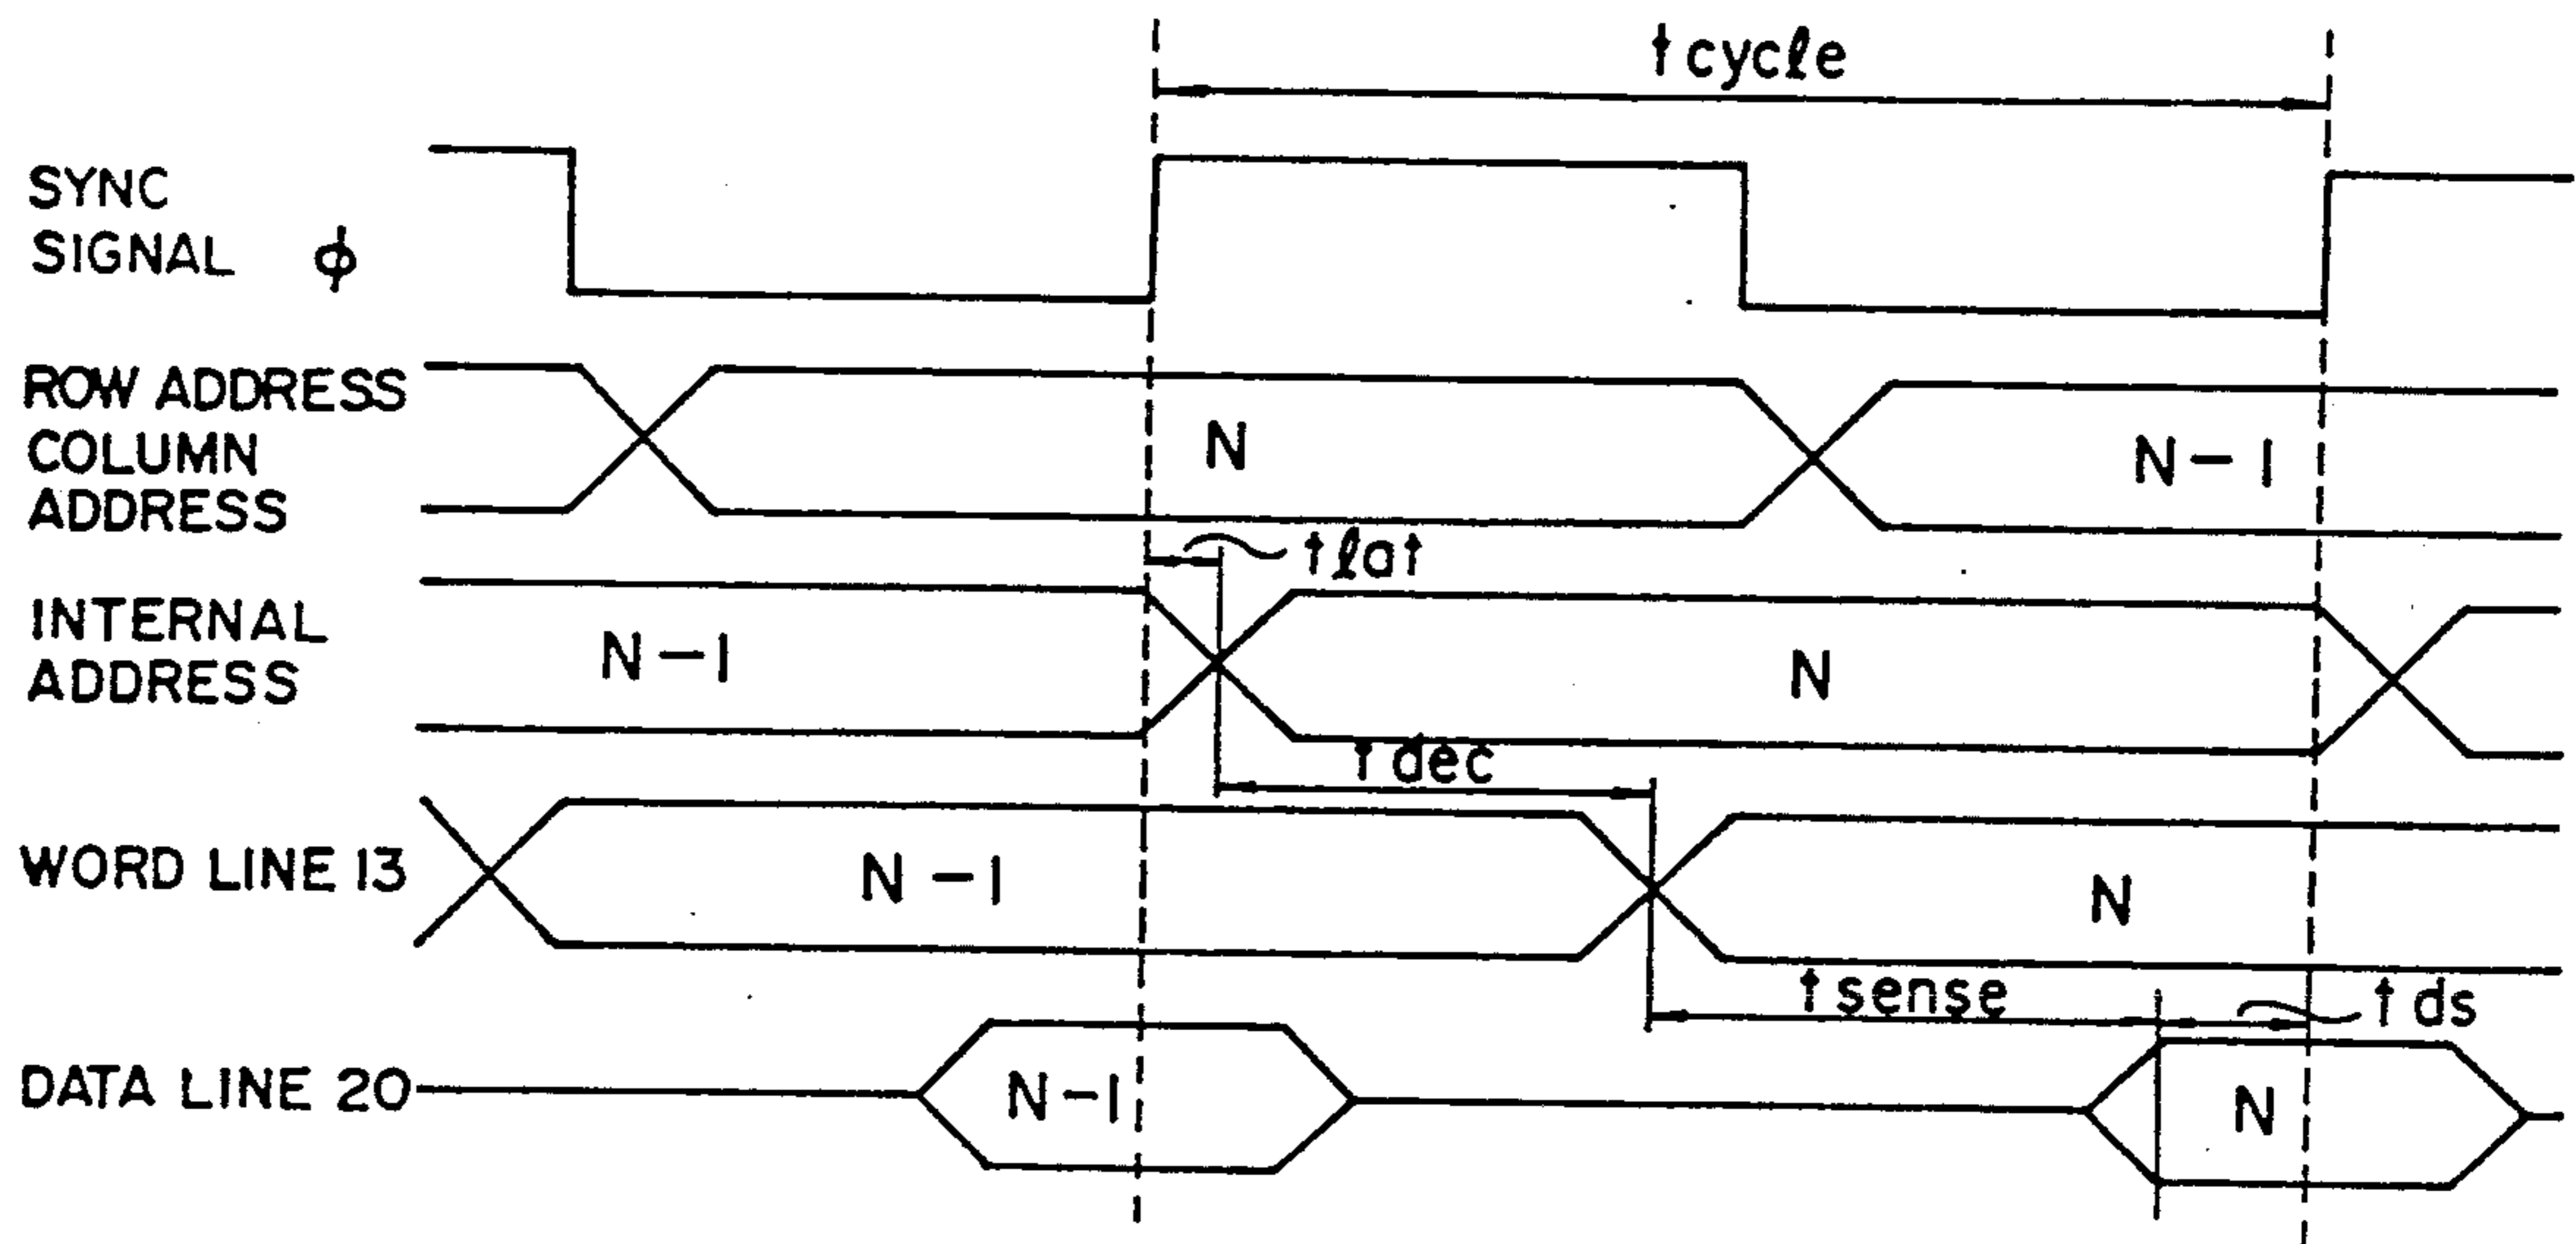 t cycle
SYNC
SIGNAL ϕ
ROW ADDRESS
COLUMN
ADDRESS
N
N-1
t lat
INTERNAL
ADDRESS
N-1
N
t dec
WORD LINE 13
N-1
N
t sense
t ds
DATA LINE 20
N-1
N